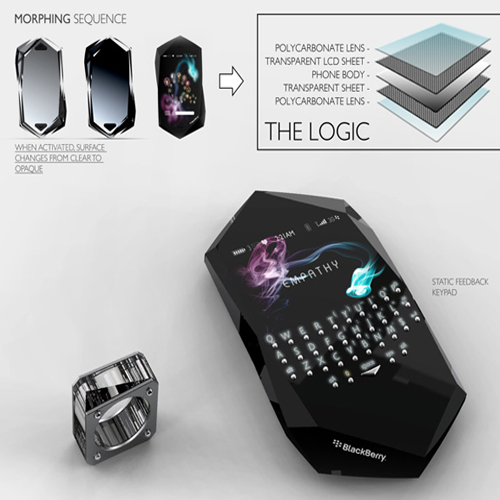 MORPHING SEQUENCE
WHEN ACTIVATED, SURFACE
CHANGES FROM CLEAR TO
OPAQUE
POLYCARBONATE LENS -
TRANSPARENT LCD SHEET -
PHONE BODY -
TRANSPARENT SHEET -
POLYCARBONATE LENS -
THE LOGIC
EMPATHY
STATIC FEEDBACK
KEYPAD
Q W E R T Y U I O P
A S D F G H J K L
Z X C V B N M
BlackBerry